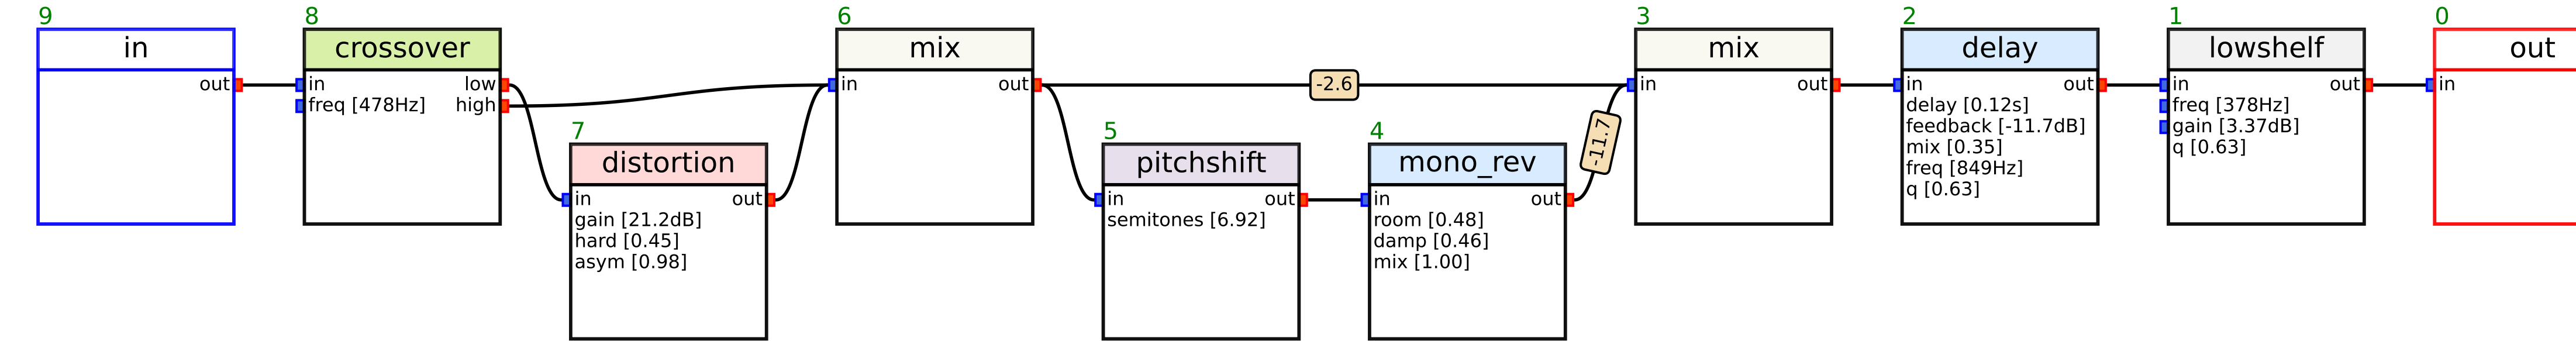 9
in
out
8
crossover
in
low
freq [478Hz]
high
7
distortion
in
out
gain [21.2dB]
hard [0.45]
asym [0.98]
6
mix
in
out
5
pitchshift
in
out
semitones [6.92]
4
mono_rev
in
out
room [0.48]
damp [0.46]
mix [1.00]
-2.6
-11.7
3
mix
in
out
2
delay
in
out
delay [0.12s]
feedback [-11.7dB]
mix [0.35]
freq [849Hz]
q [0.63]
1
lowshelf
in
out
freq [378Hz]
gain [3.37dB]
q [0.63]
0
out
in